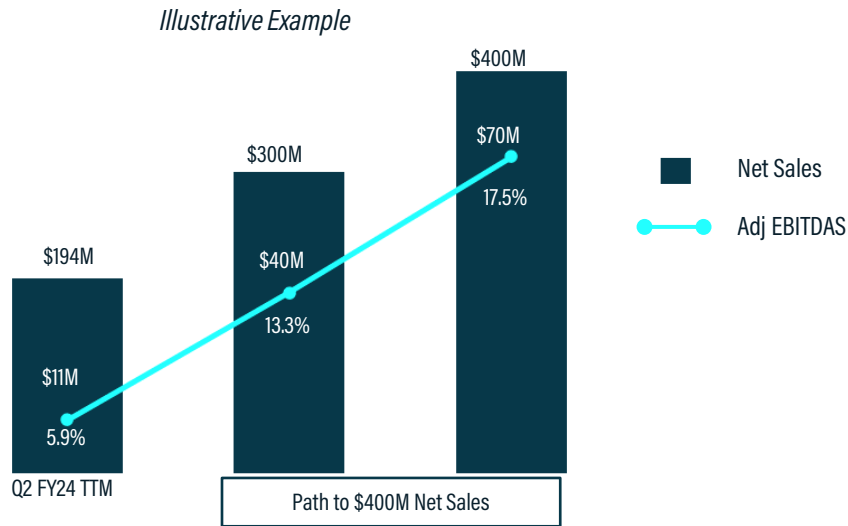 Illustrative Example
$400M
$70M
$300M
17.5%
Net Sales
Adj EBITDAS
$194M
$40M
13.3%
$11M
5.9%
Q2 FY24 TTM
Path to $400M Net Sales